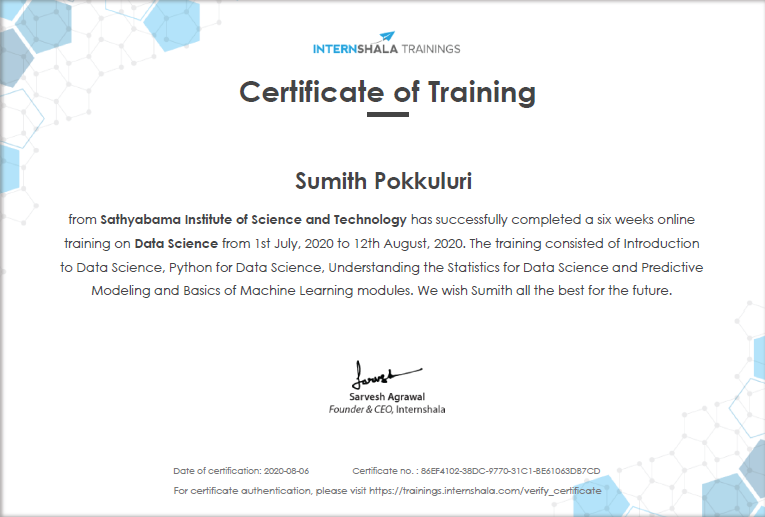 INTERNSHALA TRAININGS
Certificate of Training
Sumith Pokkuluri
from Sathyabama Institute of Science and Technology has successfully completed a six weeks online
training on Data Science from 1st July, 2020 to 12th August, 2020. The training consisted of Introduction
to Data Science, Python for Data Science, Understanding the Statistics for Data Science and Predictive
Modeling and Basics of Machine Learning modules. We wish Sumith all the best for the future.
Sarvesh
Sarvesh Agrawal
Founder & CEO, Internshala
Date of certification: 2020-08-06 Certificate no. : 86EF4102-38DC-9770-31C1-BE61063DB7CD
For certificate authentication, please visit https://trainings.internshala.com/verify_certificate